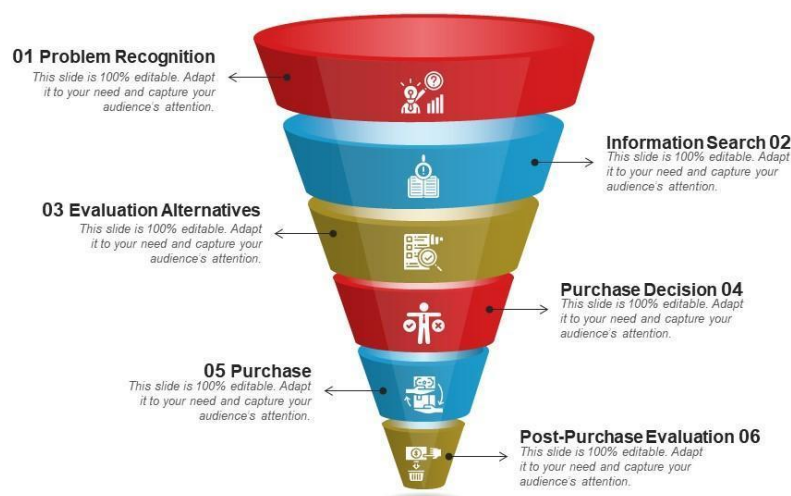 01 Problem Recognition
This slide is 100% editable. Adapt
it to your need and capture your
audience's attention.
Information Search 02
This slide is 100% editable. Adapt
it to your need and capture your
audience's attention.
03 Evaluation Alternatives
This slide is 100% editable. Adapt
it to your need and capture your
audience's attention.
Purchase Decision 04
This slide is 100% editable. Adapt
it to your need and capture your
audience's attention.
05 Purchase
This slide is 100% editable. Adapt
it to your need and capture your
audience's attention.
Post-Purchase Evaluation 06
This slide is 100% editable. Adapt
it to your need and capture your
audience's attention.